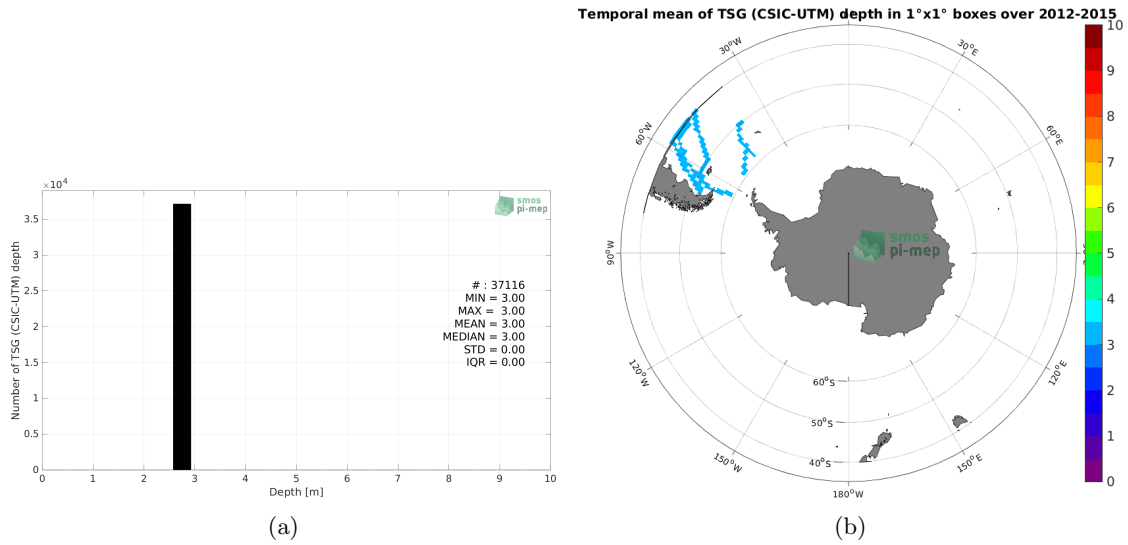 ×10⁴
3.5
3
2.5
2
1.5
1
0.5
0
Number of TSG (CSIC-UTM) depth
0 1 2 3 4 5 6 7 8 9 10
Depth [m]
smos
pi-mep
# : 37116
MIN = 3.00
MAX = 3.00
MEAN = 3.00
MEDIAN = 3.00
STD = 0.00
IQR = 0.00
(a)
Temporal mean of TSG (CSIC-UTM) depth in 1°x1° boxes over 2012-2015
30°W
30°E
60°W
60°E
90°W
120°W
120°E
150°W
150°E
180°W
60°S
50°S
40°S
smos
pi-mep
10
9
8
7
6
5
4
3
2
1
0
(b)